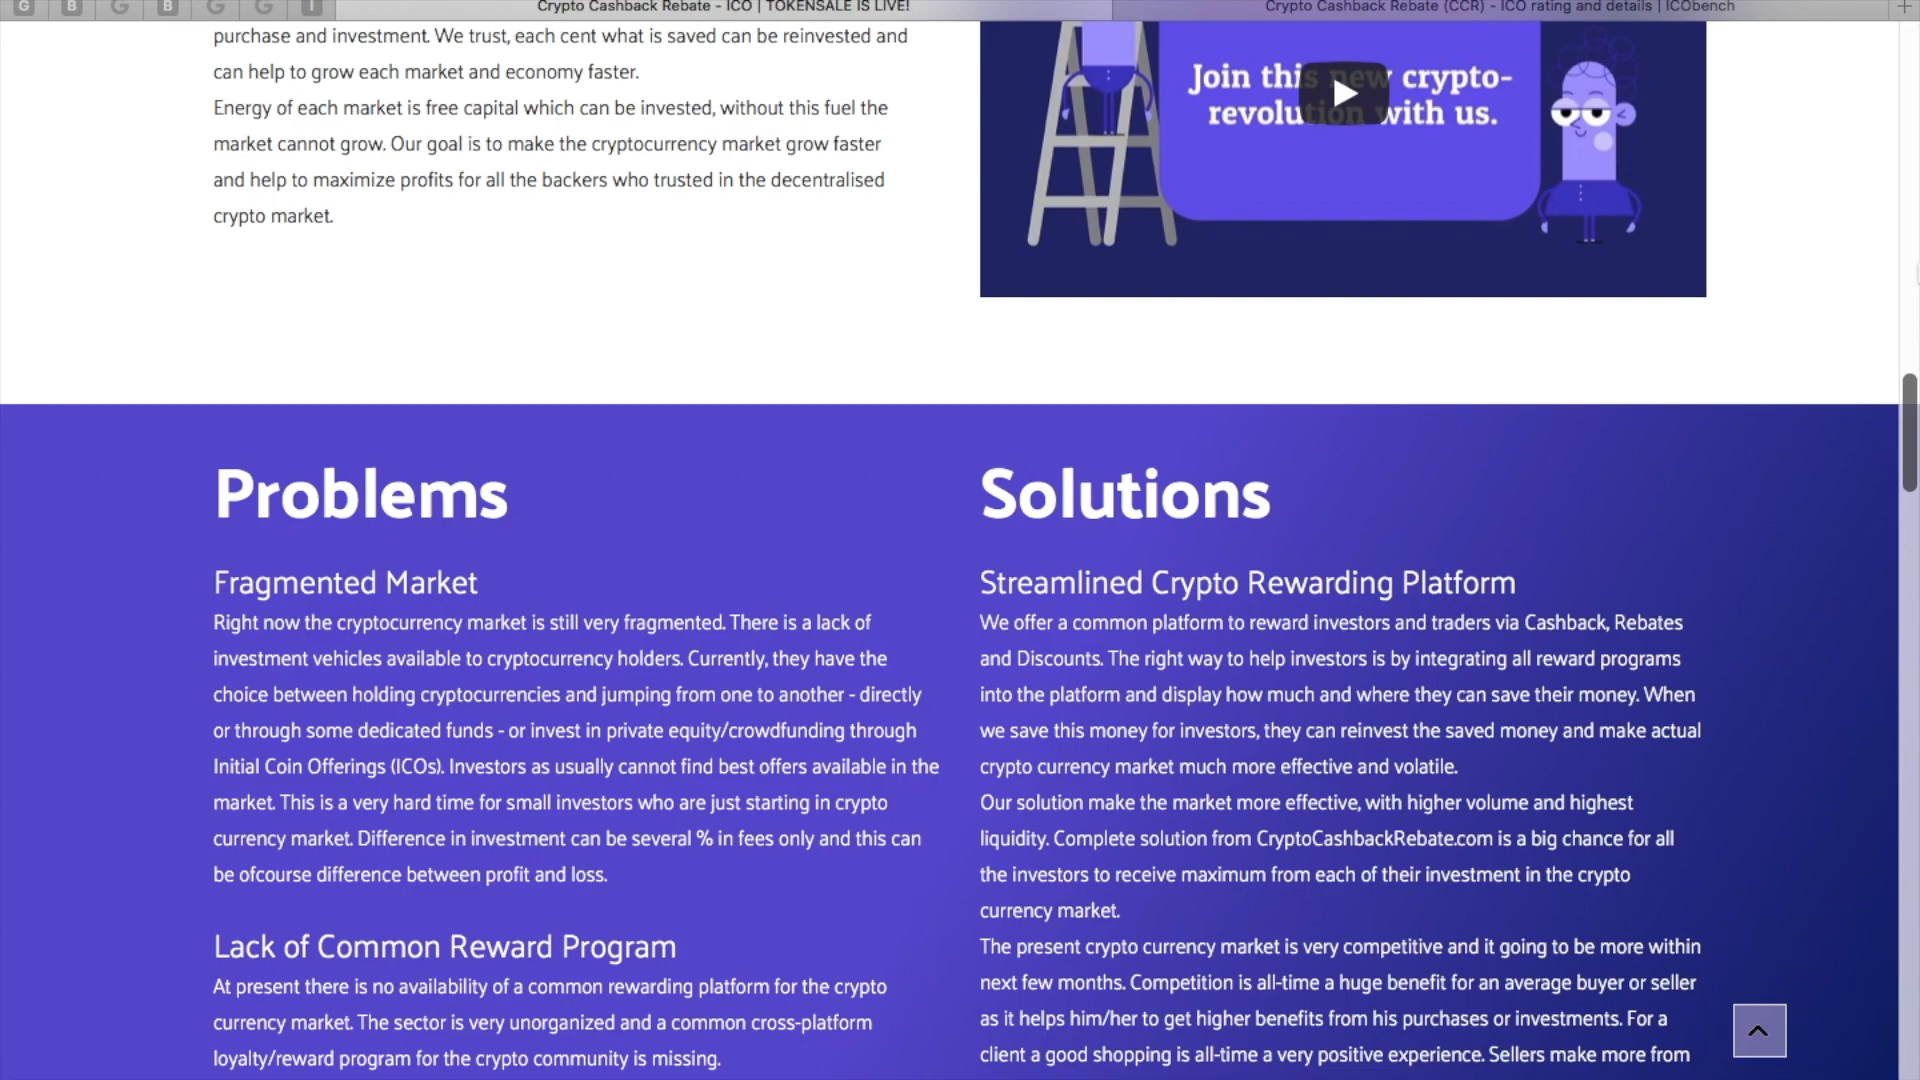 G B G B G G I
Crypto Cashback Rebate - ICO | TOKENSALE IS LIVE!
Crypto Cashback Rebate (CCR) - ICO rating and details | ICObench
purchase and investment. We trust, each cent what is saved can be reinvested and
can help to grow each market and economy faster.
Energy of each market is free capital which can be invested, without this fuel the
market cannot grow. Our goal is to make the cryptocurrency market grow faster
and help to maximize profits for all the backers who trusted in the decentralised
crypto market.
Join this new crypto-
revolution with us.
Problems
Fragmented Market
Right now the cryptocurrency market is still very fragmented. There is a lack of
investment vehicles available to cryptocurrency holders. Currently, they have the
choice between holding cryptocurrencies and jumping from one to another - directly
or through some dedicated funds - or invest in private equity/crowdfunding through
Initial Coin Offerings (ICOs). Investors as usually cannot find best offers available in the
market. This is a very hard time for small investors who are just starting in crypto
currency market. Difference in investment can be several % in fees only and this can
be ofcourse difference between profit and loss.
Lack of Common Reward Program
At present there is no availability of a common rewarding platform for the crypto
currency market. The sector is very unorganized and a common cross-platform
loyalty/reward program for the crypto community is missing.
Solutions
Streamlined Crypto Rewarding Platform
We offer a common platform to reward investors and traders via Cashback, Rebates
and Discounts. The right way to help investors is by integrating all reward programs
into the platform and display how much and where they can save their money. When
we save this money for investors, they can reinvest the saved money and make actual
crypto currency market much more effective and volatile.
Our solution make the market more effective, with higher volume and highest
liquidity. Complete solution from CryptoCashbackRebate.com is a big chance for all
the investors to receive maximum from each of their investment in the crypto
currency market.
The present crypto currency market is very competitive and it going to be more within
next few months. Competition is all-time a huge benefit for an average buyer or seller
as it helps him/her to get higher benefits from his purchases or investments. For a
client a good shopping is all-time a very positive experience. Sellers make more from